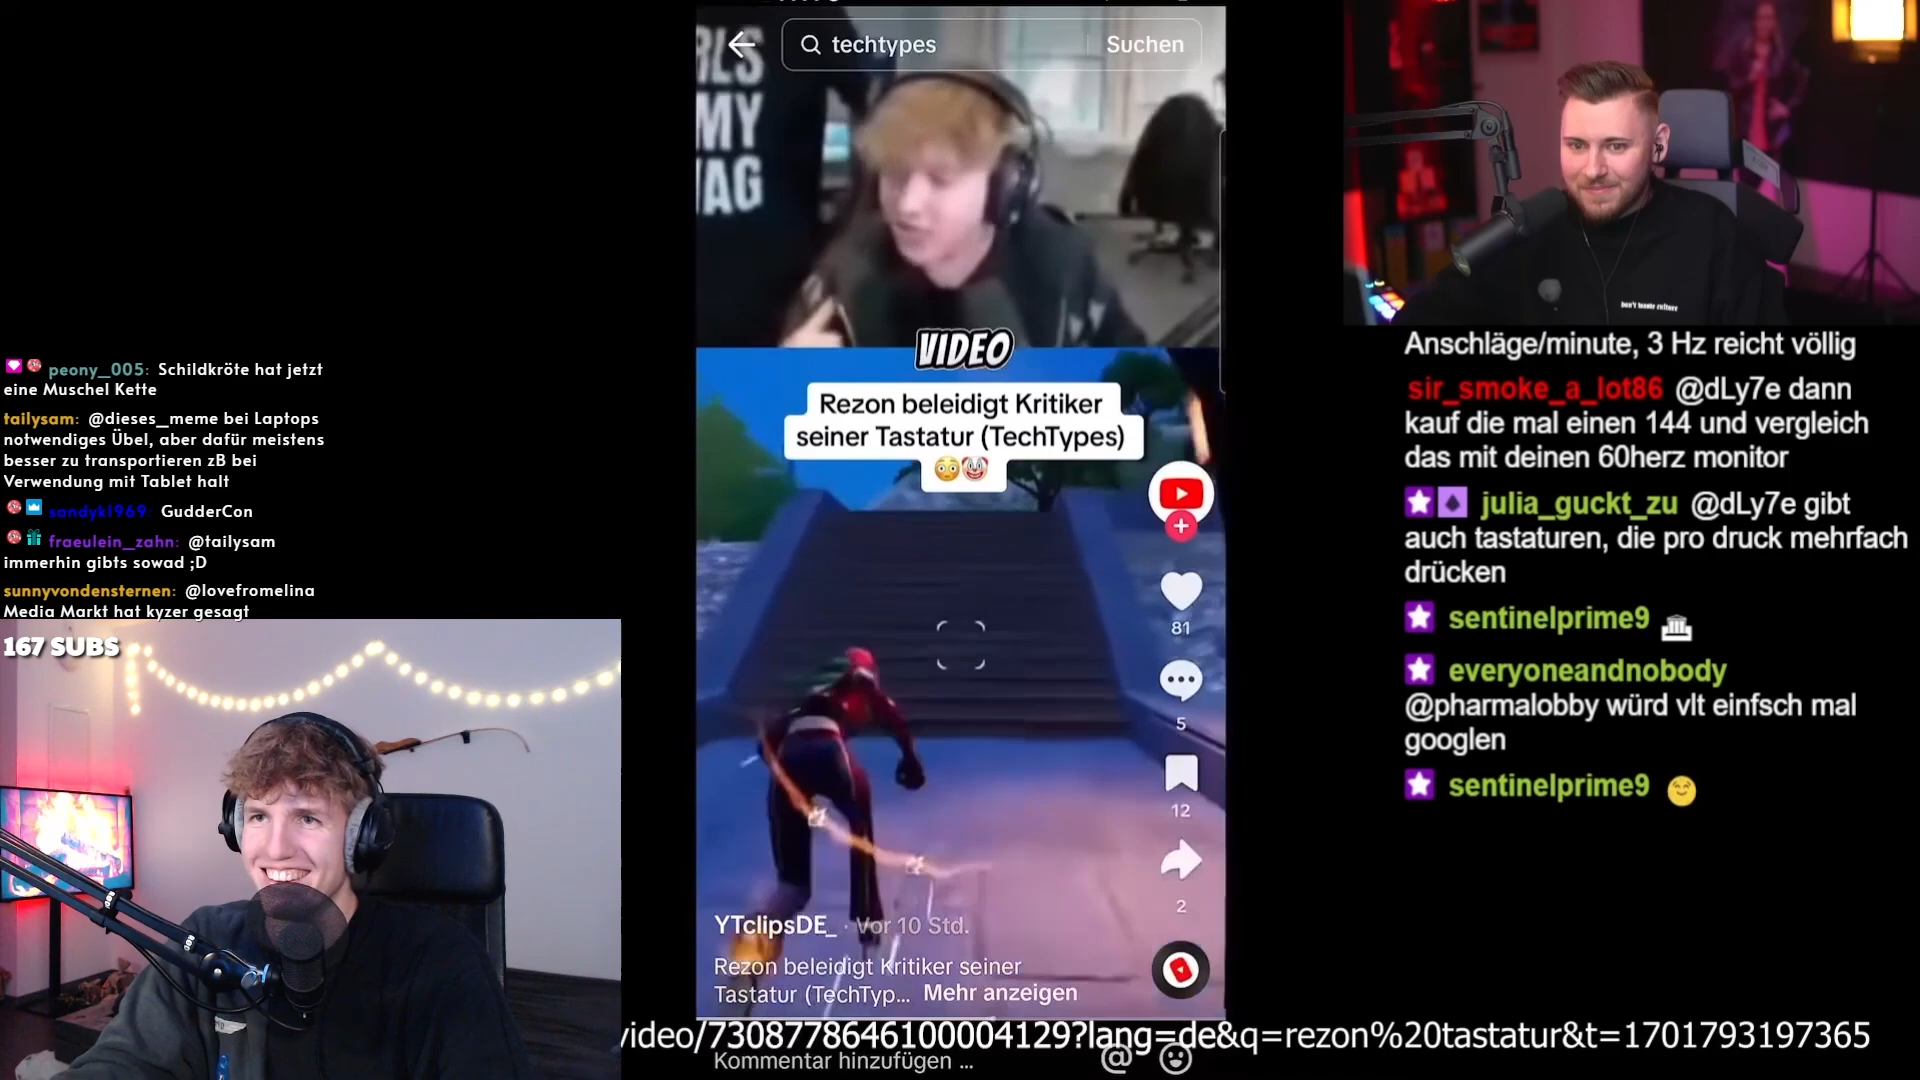 techtypes
Suchen
RLS
MY
VIDEO
Rezon beleidigt Kritiker
seiner Tastatur (TechTypes)
😳🤡
81
5
12
2
YTclipsDE_ · Vor 10 Std.
Rezon beleidigt Kritiker seiner
Tastatur (TechTyp... Mehr anzeigen
video/7308778646100004129?lang=de&q=rezon%20tastatur&t=1701793197365
Kommentar hinzufügen ...
peony_005: Schildkröte hat jetzt
eine Muschel Kette
tailysam: @dieses_meme bei Laptops
notwendiges Übel, aber dafür meistens
besser zu transportieren zB bei
Verwendung mit Tablet halt
sandykl969: GudderCon
fraeulein_zahn: @tailysam
immerhin gibts sowad ;D
sunnyvondensternen: @lovefromelina
Media Markt hat kyzer gesagt
167 SUBS
Anschläge/minute, 3 Hz reicht völlig
sir_smoke_a_lot86 @dLy7e dann
kauf die mal einen 144 und vergleich
das mit deinen 60herz monitor
julia_guckt_zu @dLy7e gibt
auch tastaturen, die pro druck mehrfach
drücken
sentinelprime9
everyoneandnobody
@pharmalobby würd vlt einfsch mal
googlen
sentinelprime9 😊